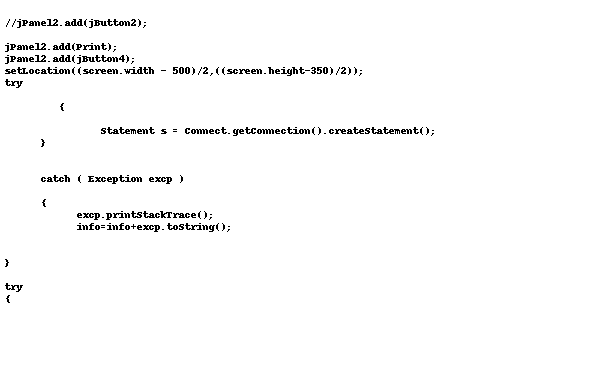 //jPanel2.add(jButton2);
jPanel2.add(Print);
jPanel2.add(jButton4);
setLocation((screen.width - 500)/2,((screen.height-350)/2));
try
{
Statement s = Connect.getConnection().createStatement();
}
catch ( Exception excp )
{
excp.printStackTrace();
info=info+excp.toString();
}
try
{